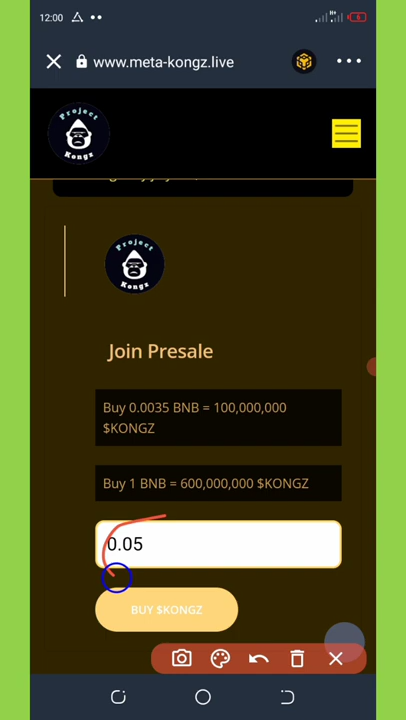 12:00
www.meta-kongz.live
Project
Kongz
Project
Kongz
Join Presale
Buy 0.0035 BNB = 100,000,000
$KONGZ
Buy 1 BNB = 600,000,000 $KONGZ
0.05
BUY $KONGZ